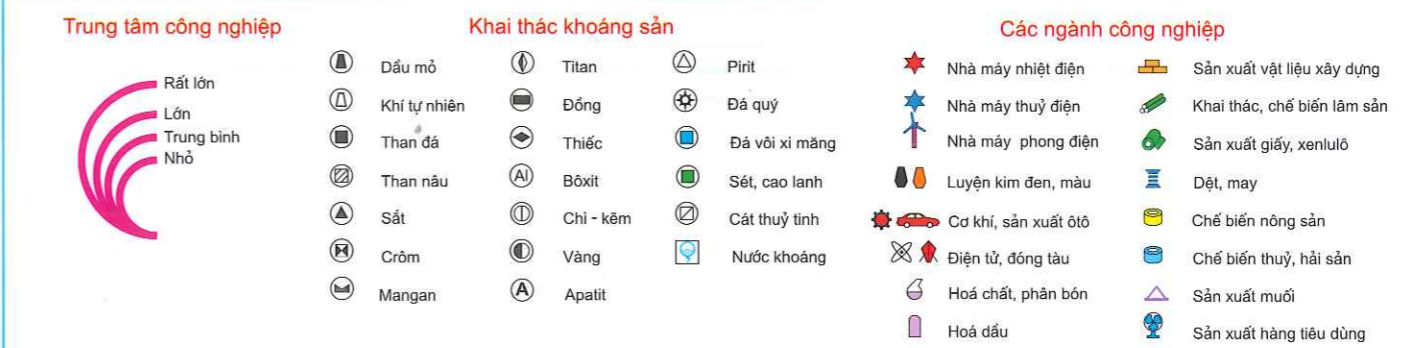 Trung tâm công nghiệp
Rất lớn
Lớn
Trung bình
Nhỏ
Khai thác khoáng sản
Dầu mỏ
Khí tự nhiên
Than đá
Than nâu
Sắt
Crôm
Mangan
Titan
Đồng
Thiếc
Al Bôxit
Chì - kẽm
Vàng
A Apatit
Pirit
Đá quý
Đá vôi xi măng
Sét, cao lanh
Cát thuỷ tinh
Nước khoáng
Các ngành công nghiệp
Nhà máy nhiệt điện
Nhà máy thuỷ điện
Nhà máy phong điện
Luyện kim đen, màu
Cơ khí, sản xuất ôtô
Điện tử, đóng tàu
Hoá chất, phân bón
Hoá dầu
Sản xuất vật liệu xây dựng
Khai thác, chế biến lâm sản
Sản xuất giấy, xenlulô
Dệt, may
Chế biến nông sản
Chế biến thuỷ, hải sản
Sản xuất muối
Sản xuất hàng tiêu dùng